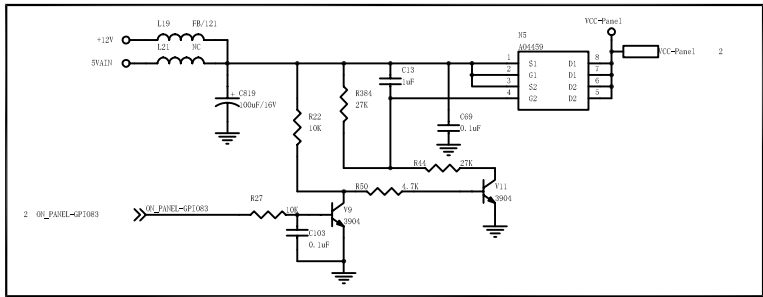 L19 FB/121
+12V
L21 NC
5VAIN
C819
+
100uF/16V
R22
10K
R384
27K
C13
1uF
C69
0.1uF
N5
AO4459
1 S1 D1 8
2 G1 D1 7
3 S2 D2 6
4 G2 D2 5
VCC-Panel
VCC-Panel 2
R44 27K
R50 4.7K
V11
3904
2 ON_PANEL-GPIO83
ON_PANEL-GPIO83
R27
10K
V9
3904
C103
0.1uF